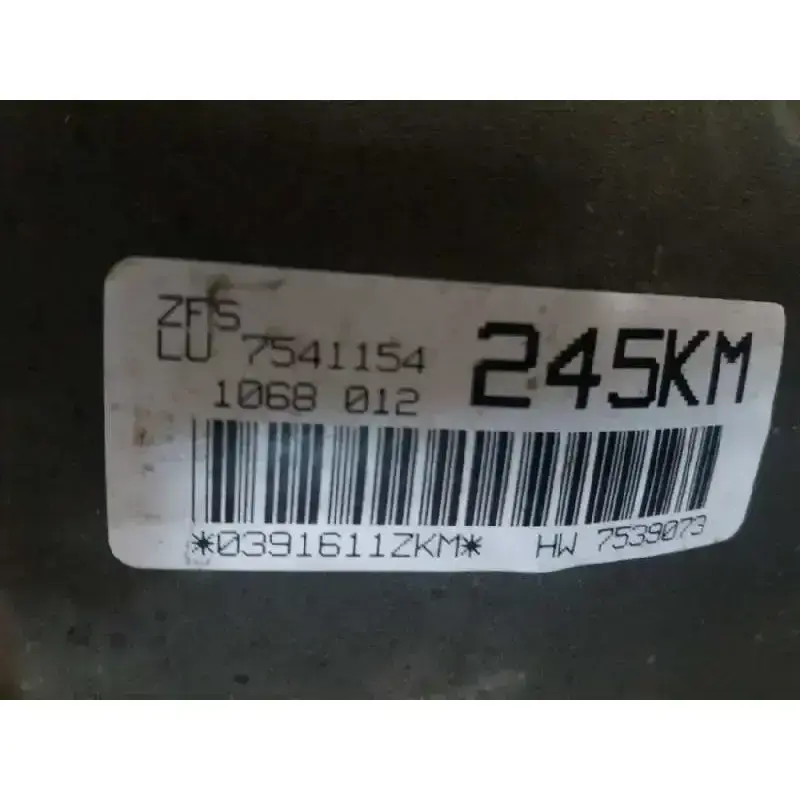 ZFS
LU 7541154
1068 012
245KM
*0391611ZKM* HW 7539073